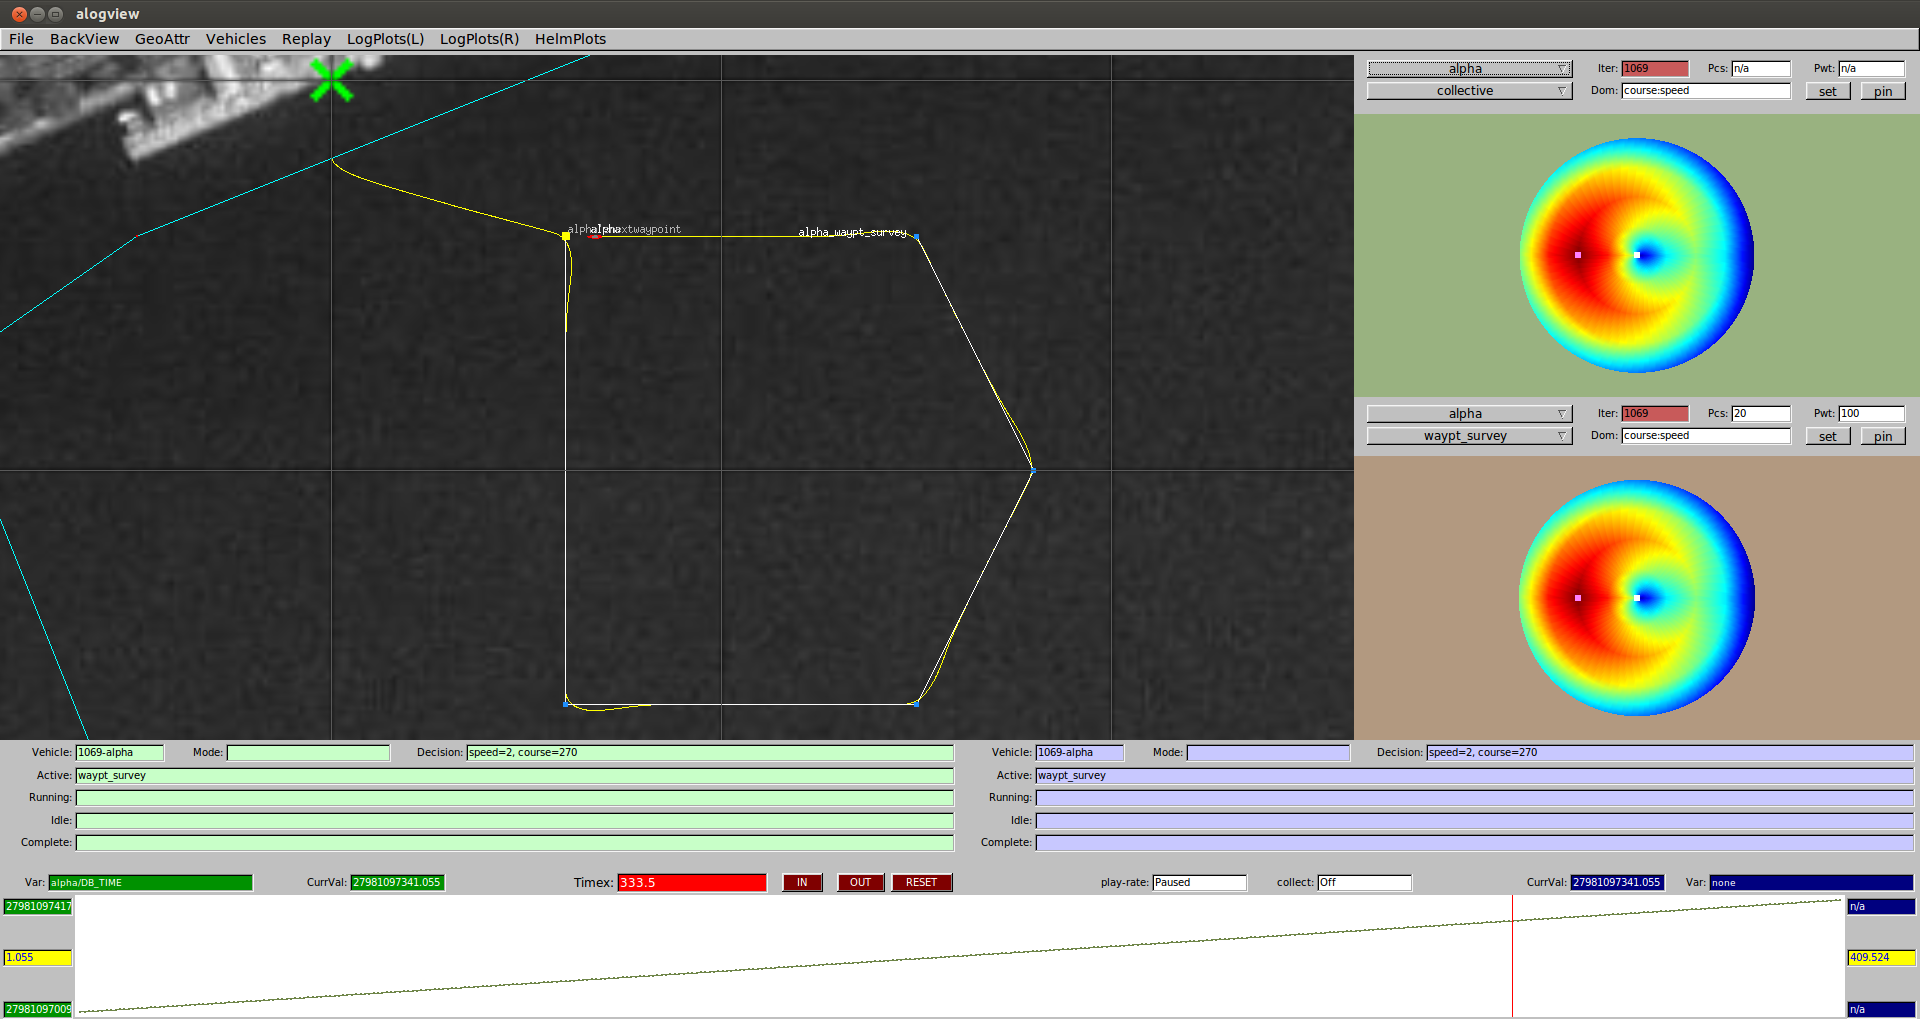 alogview
File BackView GeoAttr Vehicles Replay LogPlots(L) LogPlots(R) HelmPlots
alpha Iter: 1069 Pcs: n/a Pwt: n/a
collective Dom: course:speed set pin
alpha_waypt_survey
alpha Iter: 1069 Pcs: 20 Pwt: 100
waypt_survey Dom: course:speed set pin
Vehicle: 1069-alpha Mode: Decision: speed=2, course=270 Vehicle: 1069-alpha Mode: Decision: speed=2, course=270
Active: waypt_survey Active: waypt_survey
Running: Running:
Idle: Idle:
Complete: Complete:
Var: alpha/DB_TIME CurrVal: 27981097341.055 Timex: 333.5 IN OUT RESET play-rate: Paused collect: Off CurrVal: 27981097341.055 Var: none
27981097417 n/a
1.055 409.524
27981097009 n/a